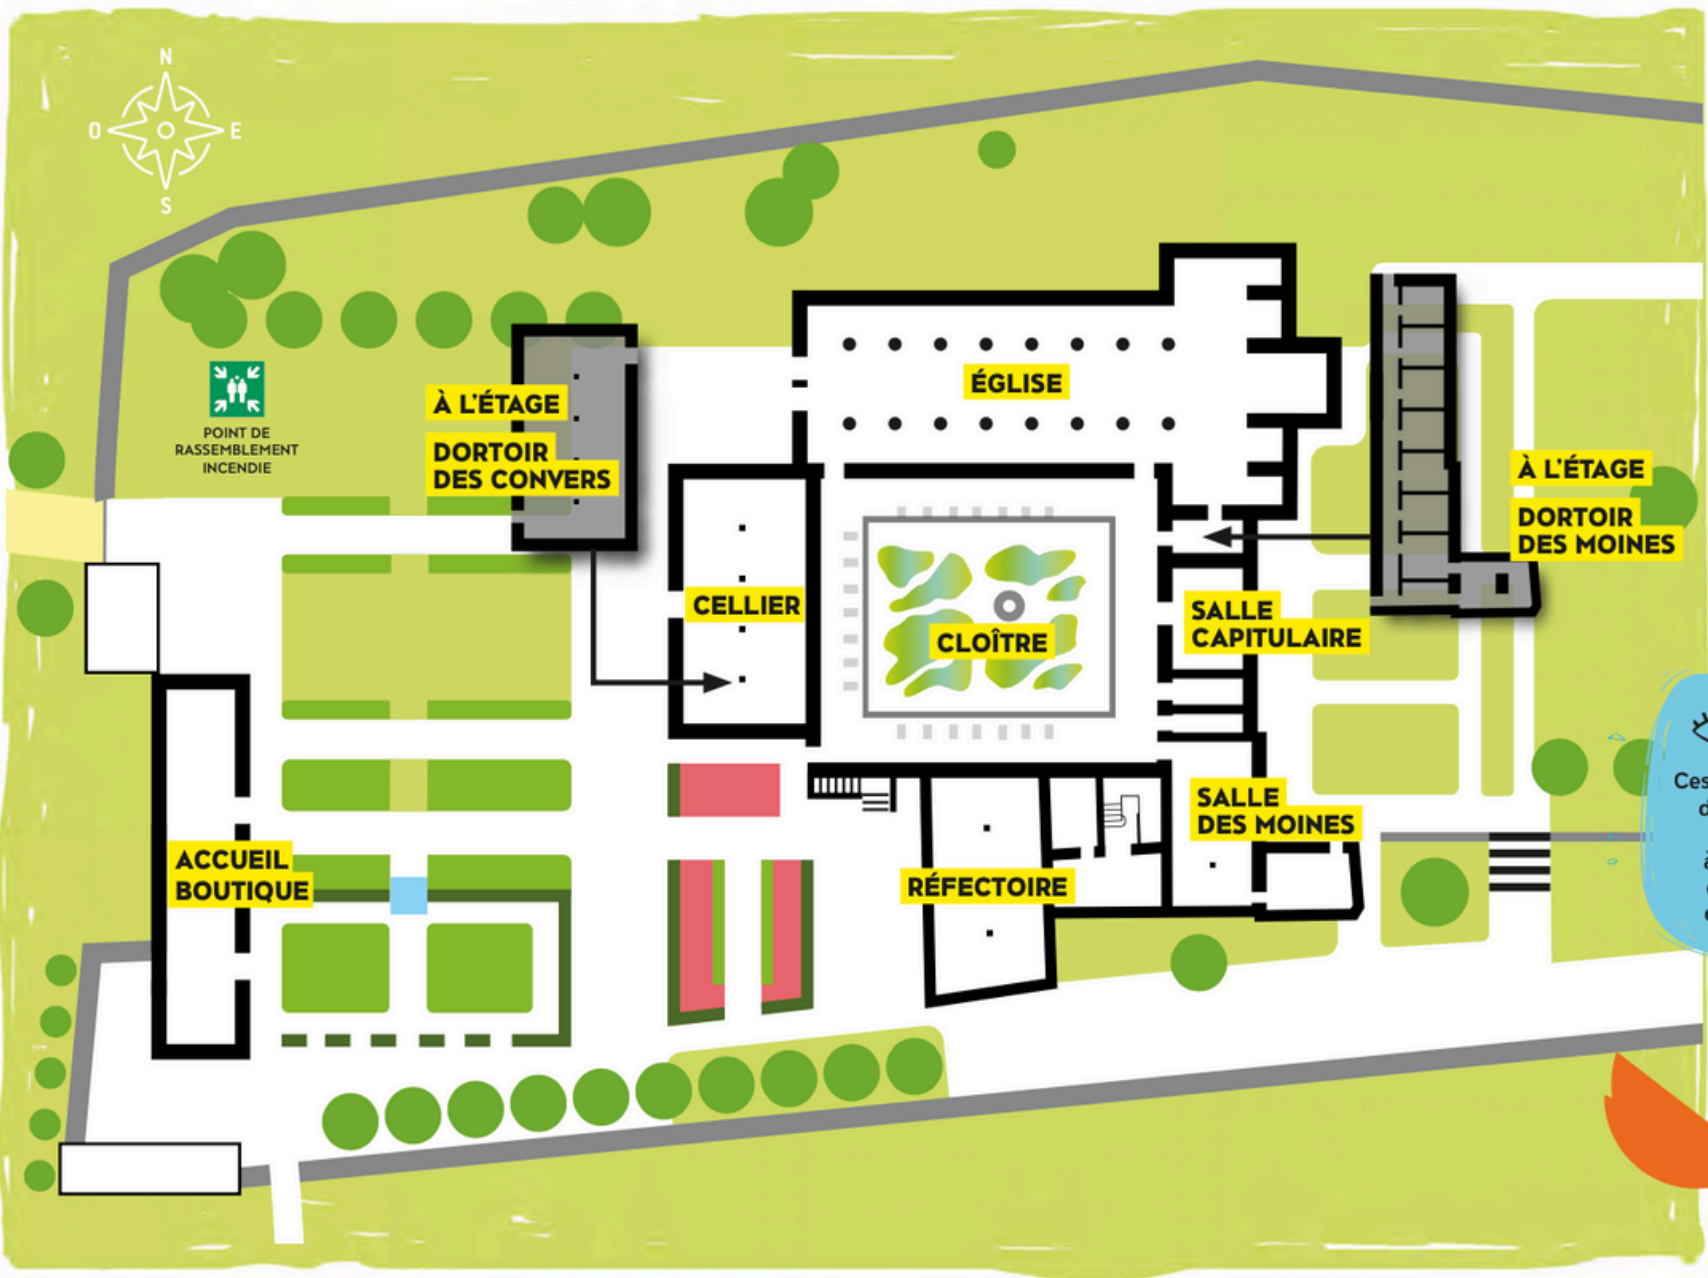 N
O E
S
POINT DE
RASSEMBLEMENT
INCENDIE
À L'ÉTAGE
DORTOIR
DES CONVERS
ÉGLISE
À L'ÉTAGE
DORTOIR
DES MOINES
CELLIER
CLOÎTRE
SALLE
CAPITULAIRE
SALLE
DES MOINES
ACCUEIL
BOUTIQUE
RÉFECTOIRE
Ces
d
à